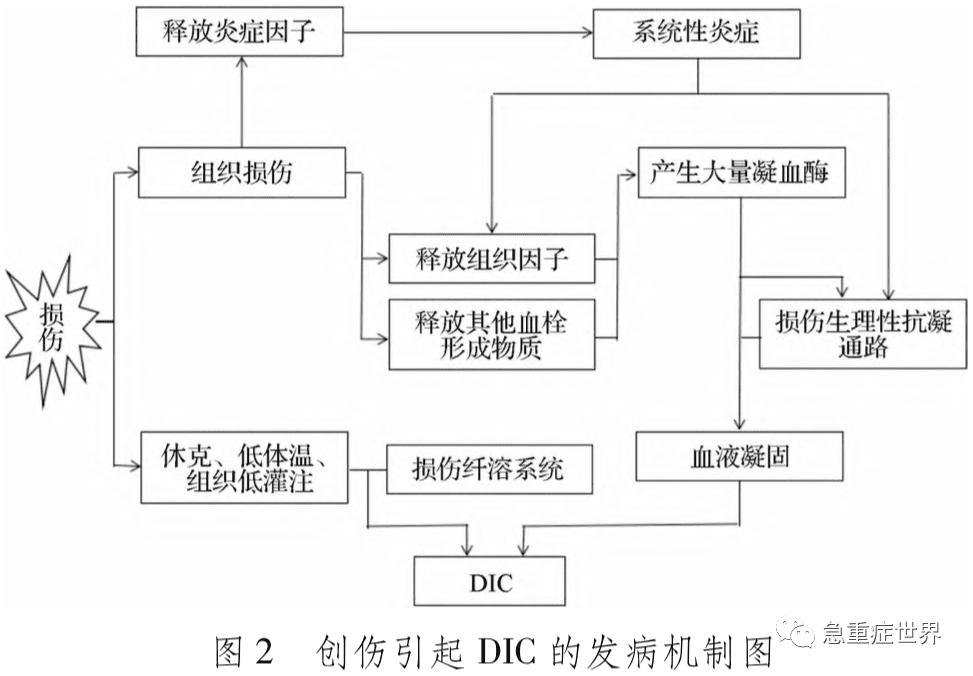 释放炎症因子
系统性炎症
组织损伤
产生大量凝血酶
释放组织因子
损伤
释放其他血栓
形成物质
损伤生理性抗凝
通路
休克、低体温、
组织低灌注
损伤纤溶系统
血液凝固
DIC
急重症世界
图2 创伤引起DIC的发病机制图